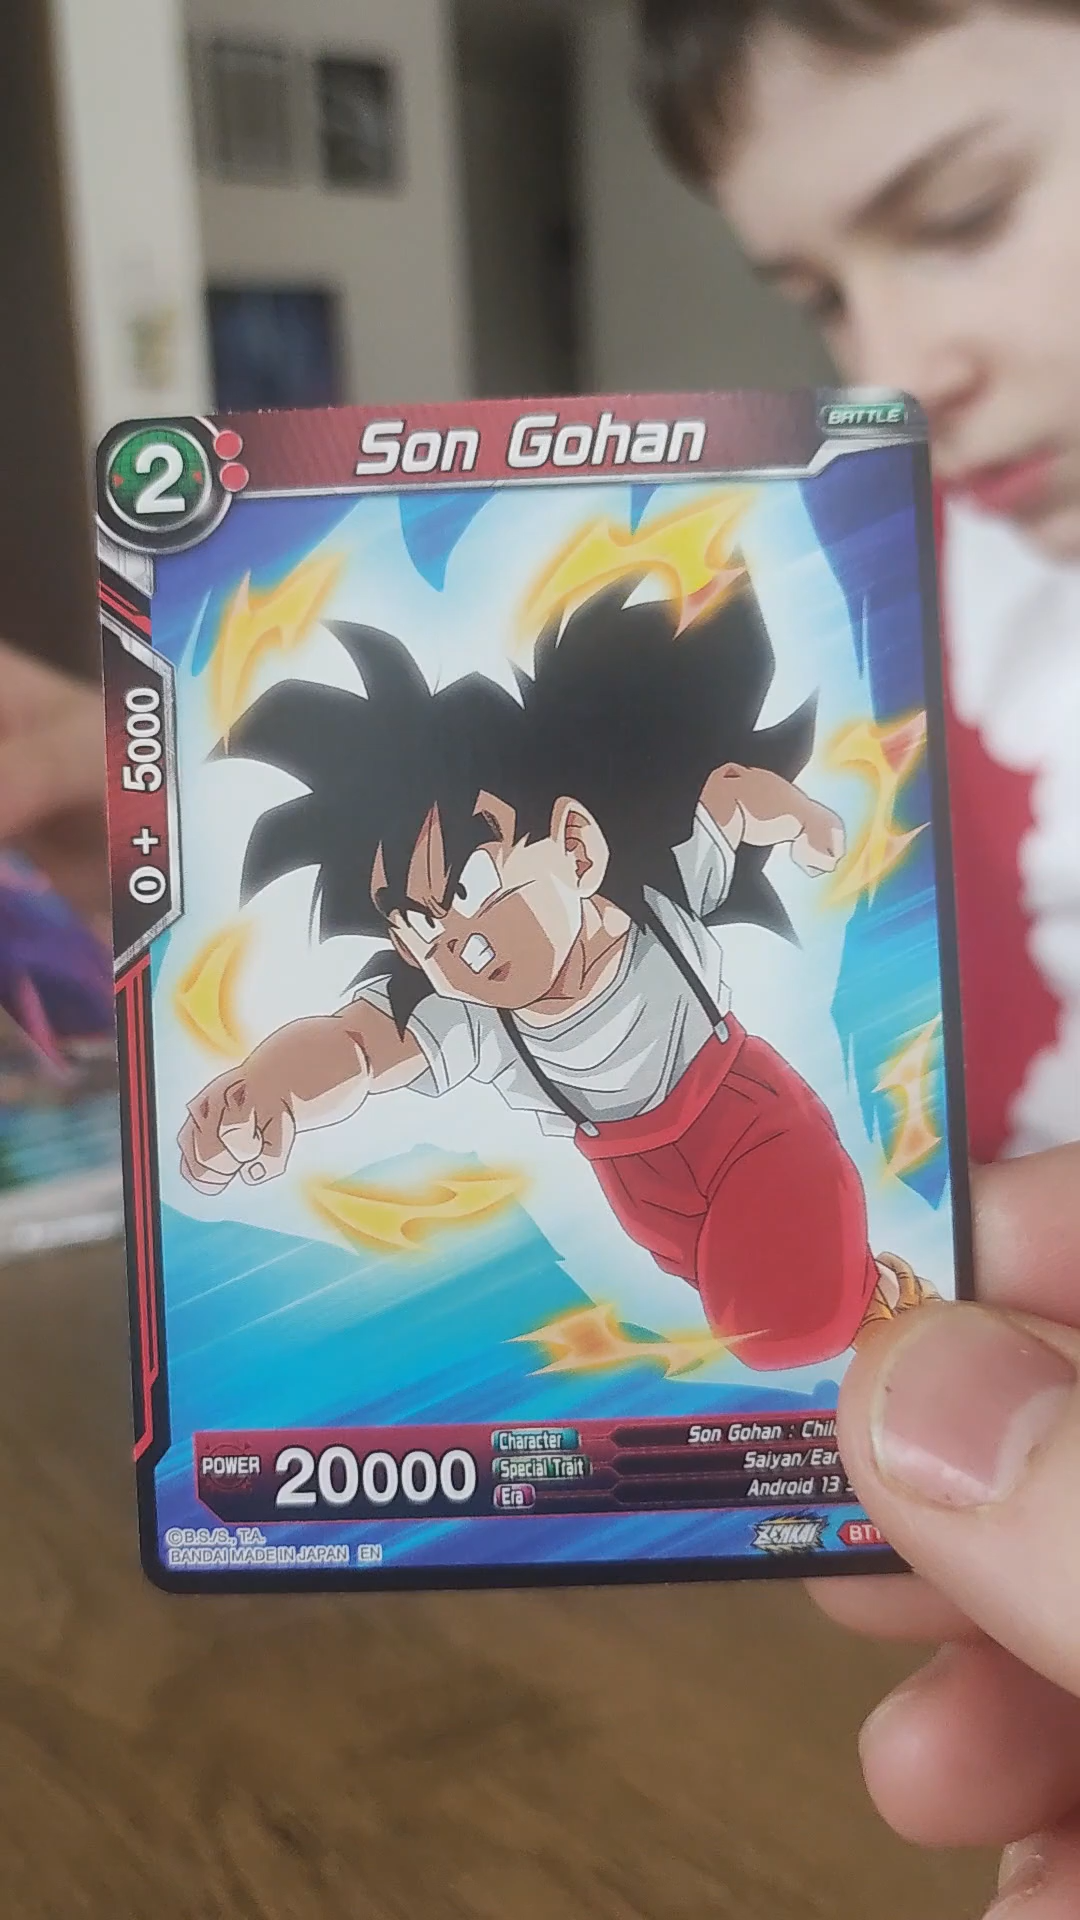 2
Son Gohan
BATTLE
0 + 5000
POWER 20000
Character
Son Gohan : Chil
Special Trait
Saiyan/Ear
Era
Android 13
ZENKAI
BT1
©B.S./S., T.A.
BANDAI MADE IN JAPAN EN